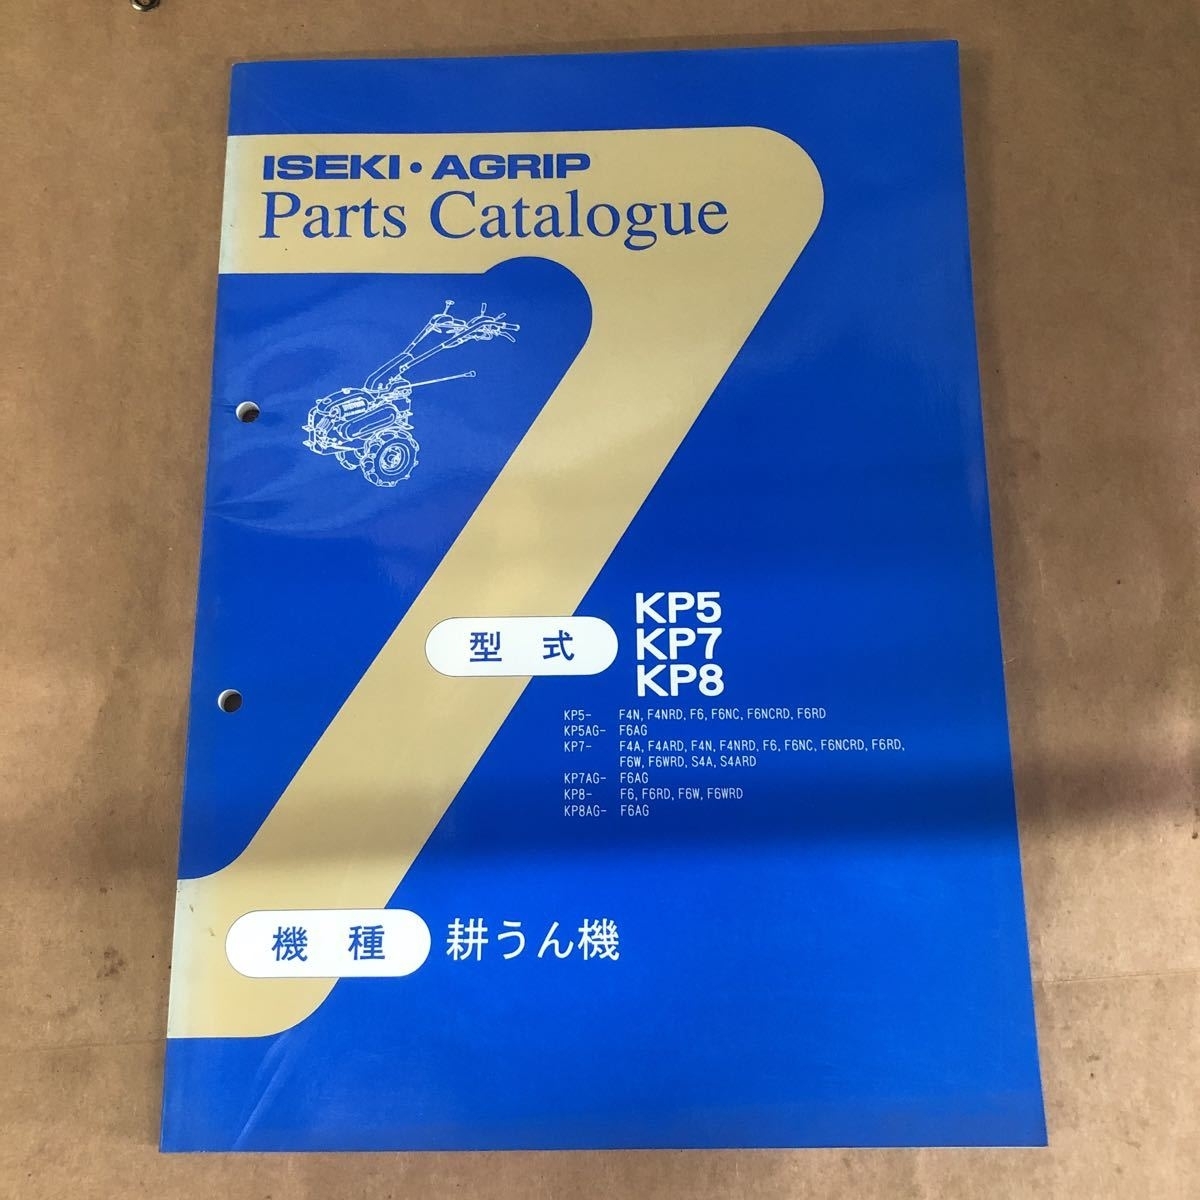 ISEKI・AGRIP
Parts Catalogue
型式
KP5
KP7
KP8
KP5- F4N, F4NRD, F6, F6NC, F6NCRD, F6RD
KP5AG- F6AG
KP7- F4A, F4ARD, F4N, F4NRD, F6, F6NC, F6NCRD, F6RD,
F6W, F6WRD, S4A, S4ARD
KP7AG- F6AG
KP8- F6, F6RD, F6W, F6WRD
KP8AG- F6AG
機種 耕うん機